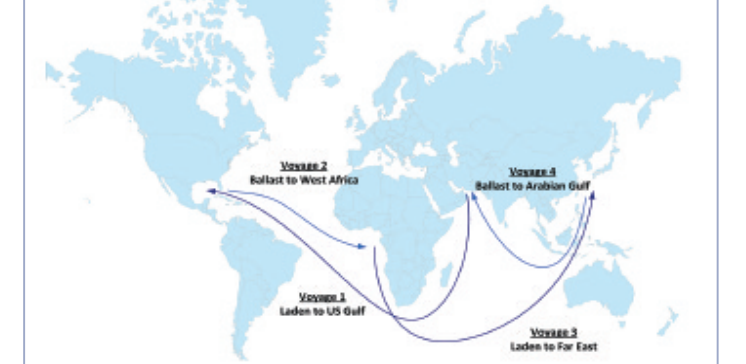 Voyage 2
Ballast to West Africa
Voyage 4
Ballast to Arabian Gulf
Voyage 1
Laden to US Gulf
Voyage 3
Laden to Far East